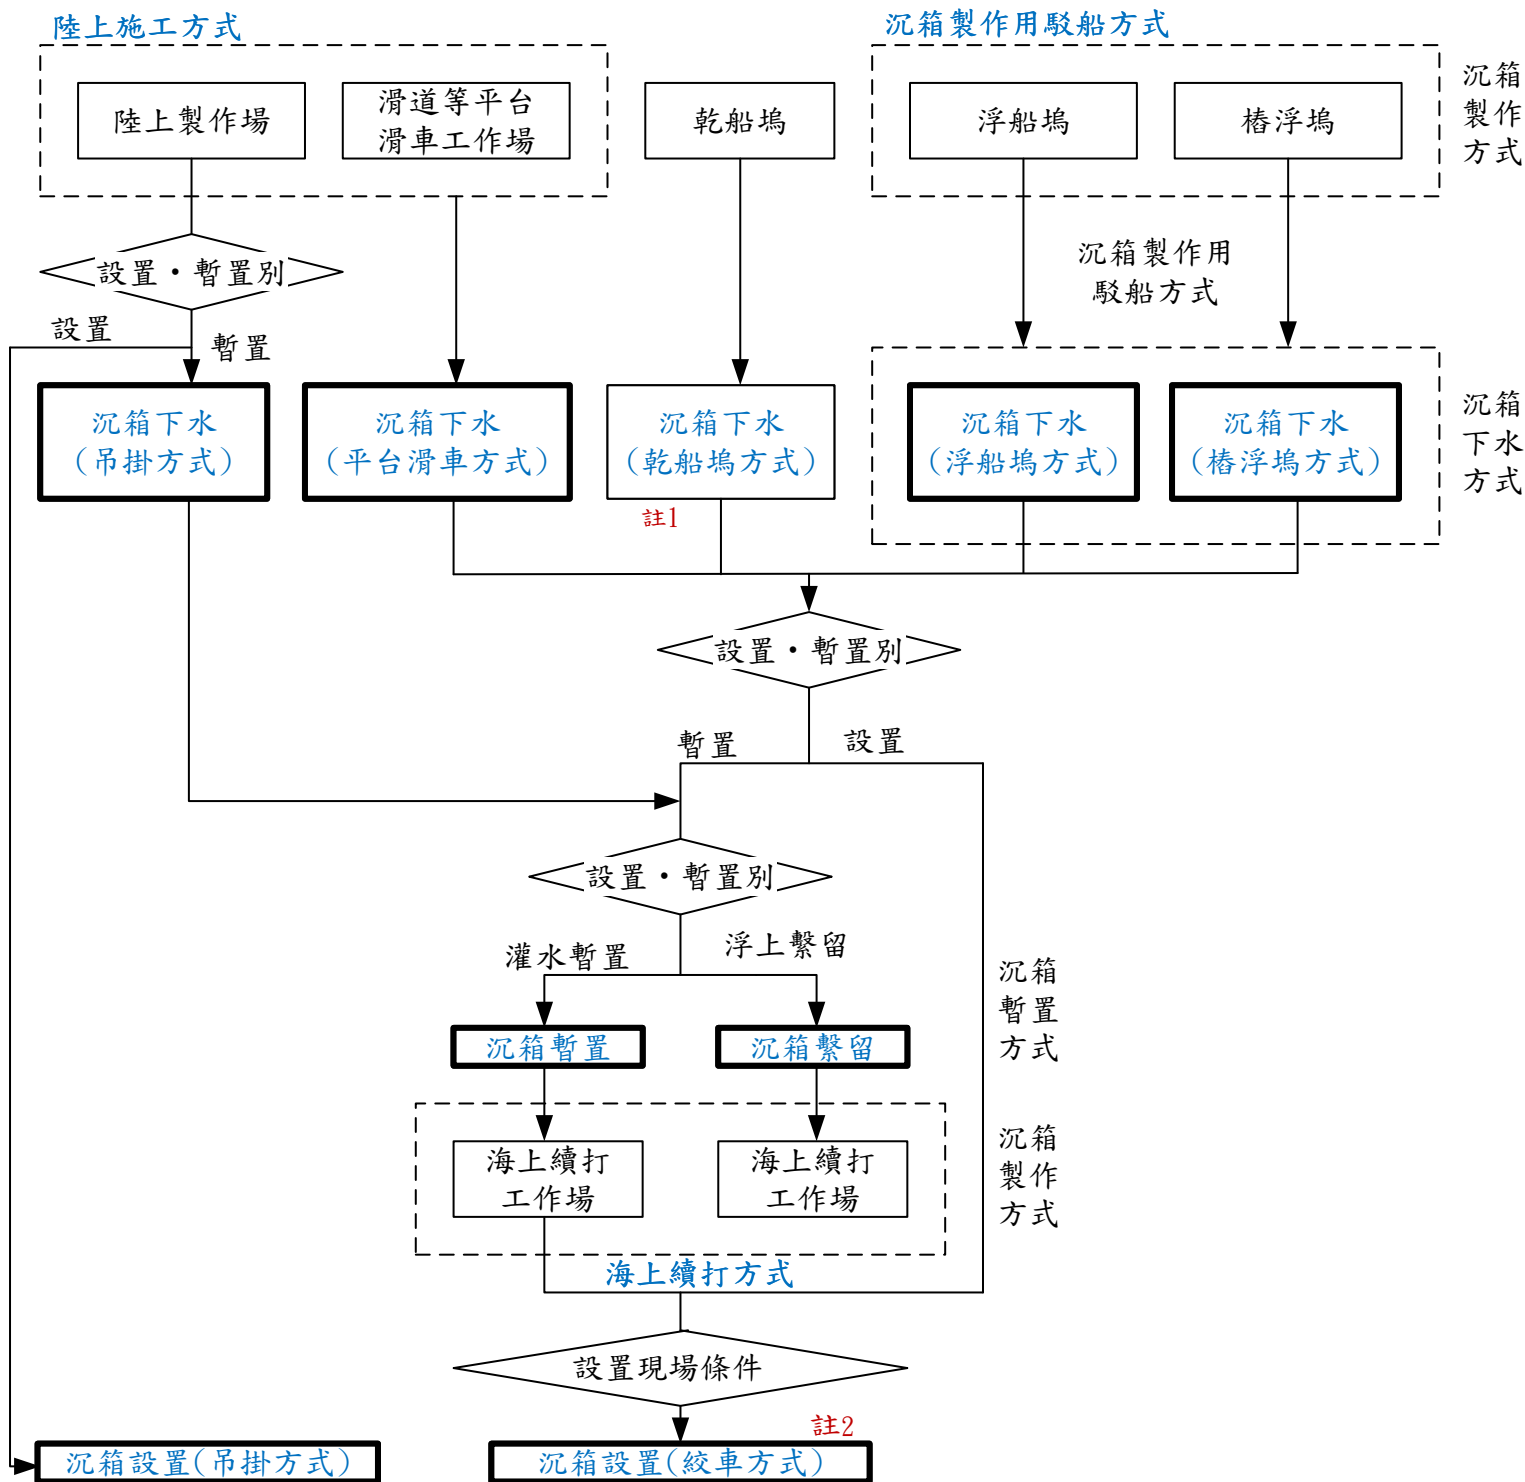 陸上施工方式
沉箱製作用駁船方式
陸上製作場
滑道等平台
滑車工作場
乾船塢
浮船塢
樁浮塢
沉箱
製作
方式
設置・暫置別
沉箱製作用
駁船方式
設置
暫置
沉箱下水
(吊掛方式)
沉箱下水
(平台滑車方式)
沉箱下水
(乾船塢方式)
沉箱下水
(浮船塢方式)
沉箱下水
(樁浮塢方式)
沉箱
下水
方式
註1
設置・暫置別
暫置
設置
設置・暫置別
灌水暫置
浮上繫留
沉箱暫置
沉箱繫留
沉箱
暫置
方式
海上續打
工作場
海上續打
工作場
沉箱
製作
方式
海上續打方式
設置現場條件
註2
沉箱設置(吊掛方式)
沉箱設置(絞車方式)